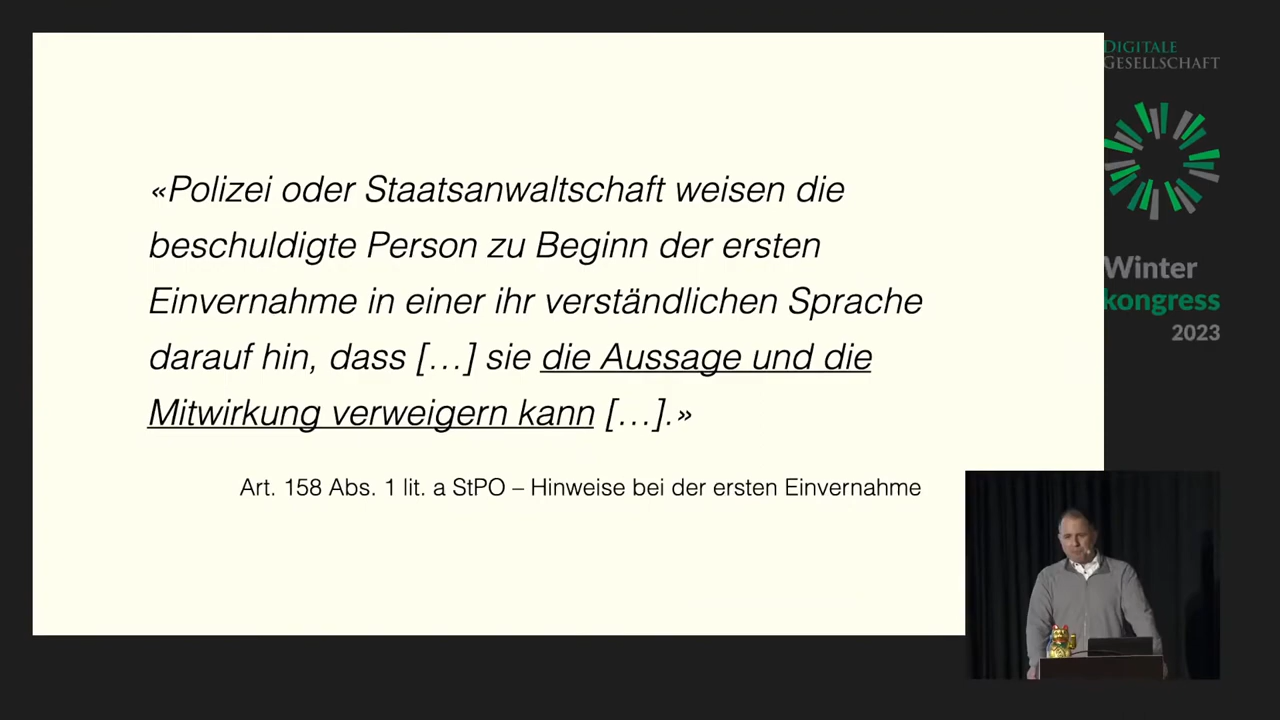 «Polizei oder Staatsanwaltschaft weisen die
beschuldigte Person zu Beginn der ersten
Einvernahme in einer ihr verständlichen Sprache
darauf hin, dass […] sie die Aussage und die
Mitwirkung verweigern kann […].»
Art. 158 Abs. 1 lit. a StPO – Hinweise bei der ersten Einvernahme
DIGITALE
GESELLSCHAFT
Winter
kongress
2023